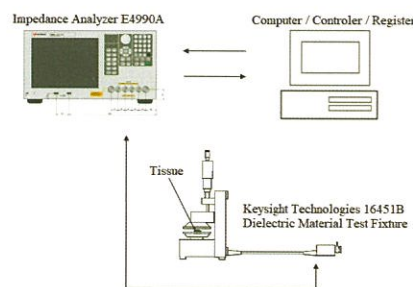 Impedance Analyzer E4990A
Computer / Controler / Register
Tissue
Keysight Technologies 16451B
Dielectric Material Test Fixture